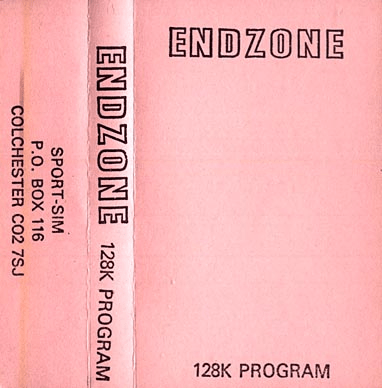 SPORT-SIM
P.O. BOX 116
COLCHESTER CO2 7SJ
ENDZONE 128K PROGRAM
ENDZONE
128K PROGRAM